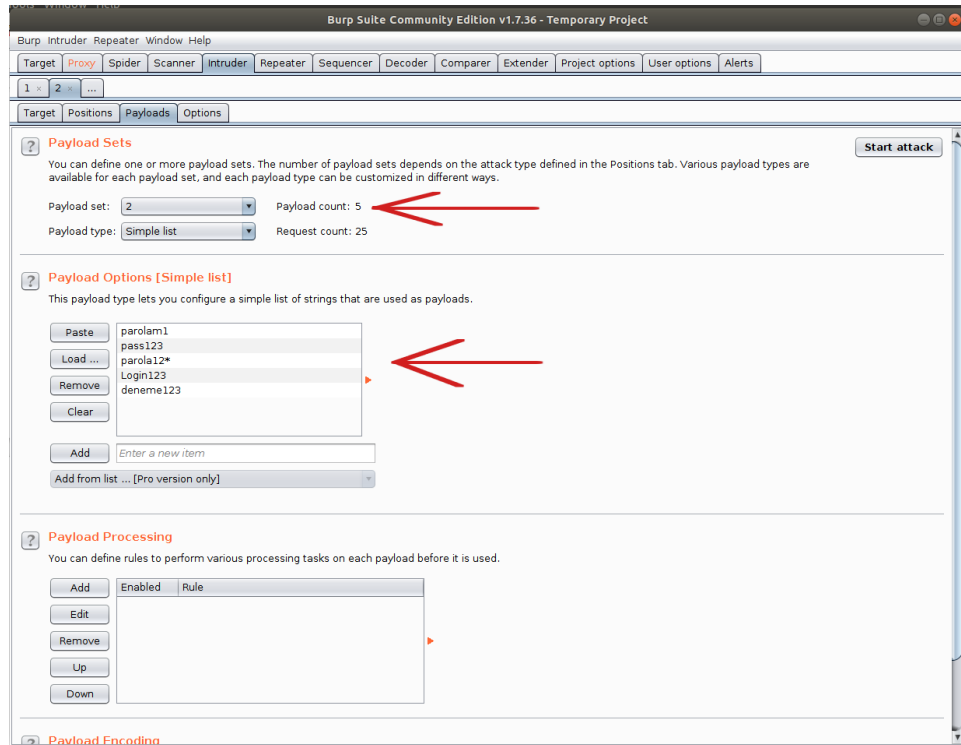 Burp Suite Community Edition v1.7.36 - Temporary Project
Burp Intruder Repeater Window Help
Target Proxy Spider Scanner Intruder Repeater Sequencer Decoder Comparer Extender Project options User options Alerts
1 × 2 × ...
Target Positions Payloads Options
? Payload Sets
Start attack
You can define one or more payload sets. The number of payload sets depends on the attack type defined in the Positions tab. Various payload types are
available for each payload set, and each payload type can be customized in different ways.
Payload set: 2 Payload count: 5
Payload type: Simple list Request count: 25
? Payload Options [Simple list]
This payload type lets you configure a simple list of strings that are used as payloads.
Paste
Load ...
Remove
Clear
parolam1
pass123
parola12*
Login123
deneme123
Add Enter a new item
Add from list ... [Pro version only]
? Payload Processing
You can define rules to perform various processing tasks on each payload before it is used.
Add
Edit
Remove
Up
Down
Enabled Rule
? Payload Encoding